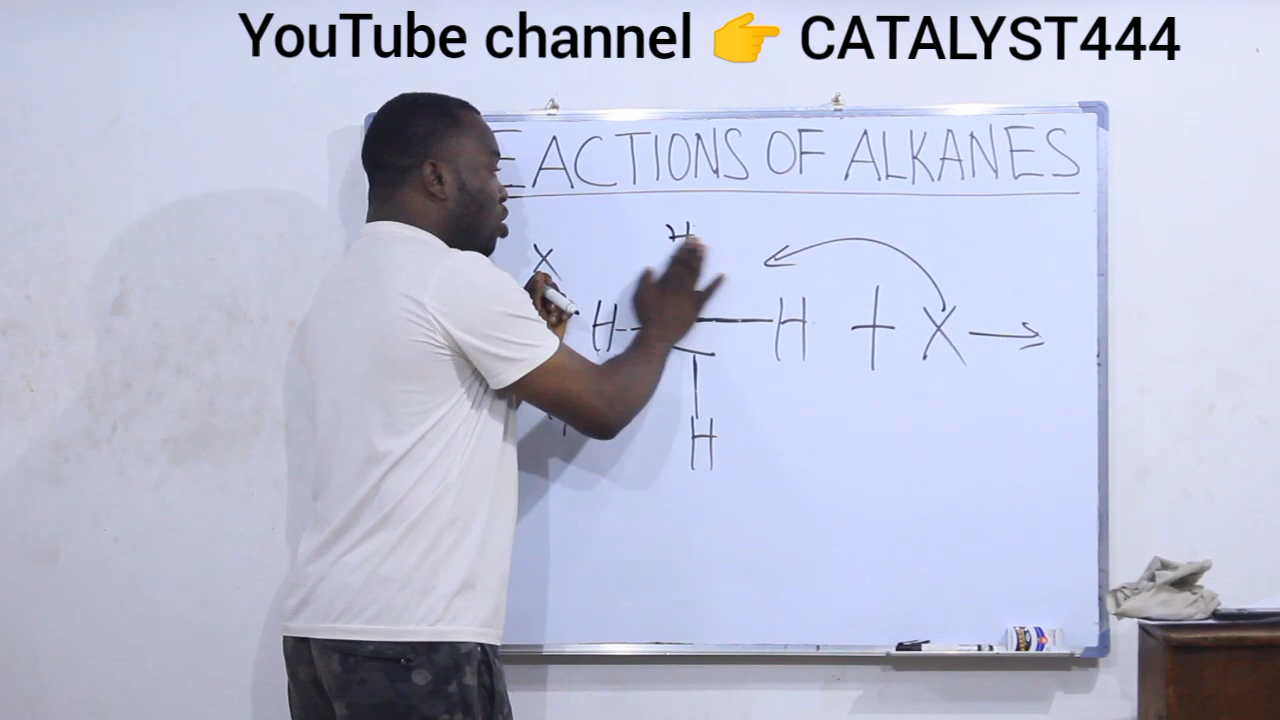 YouTube channel 👉 CATALYST444
EACTIONS OF ALKANES
H
X
H H + X →
H